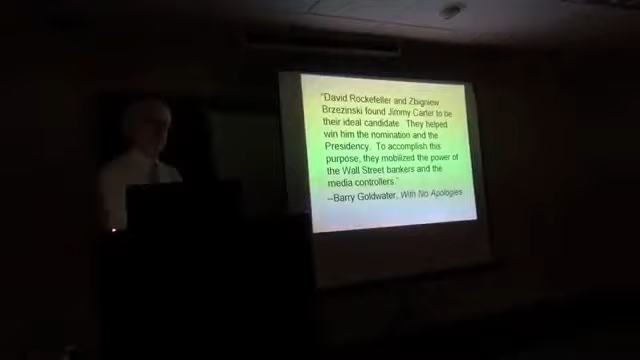 "David Rockefeller and Zbigniew
Brzezinski found Jimmy Carter to be
their ideal candidate. They helped
win him the nomination and the
Presidency. To accomplish this
purpose, they mobilized the power of
the Wall Street bankers and the
media controllers."
--Barry Goldwater, With No Apologies